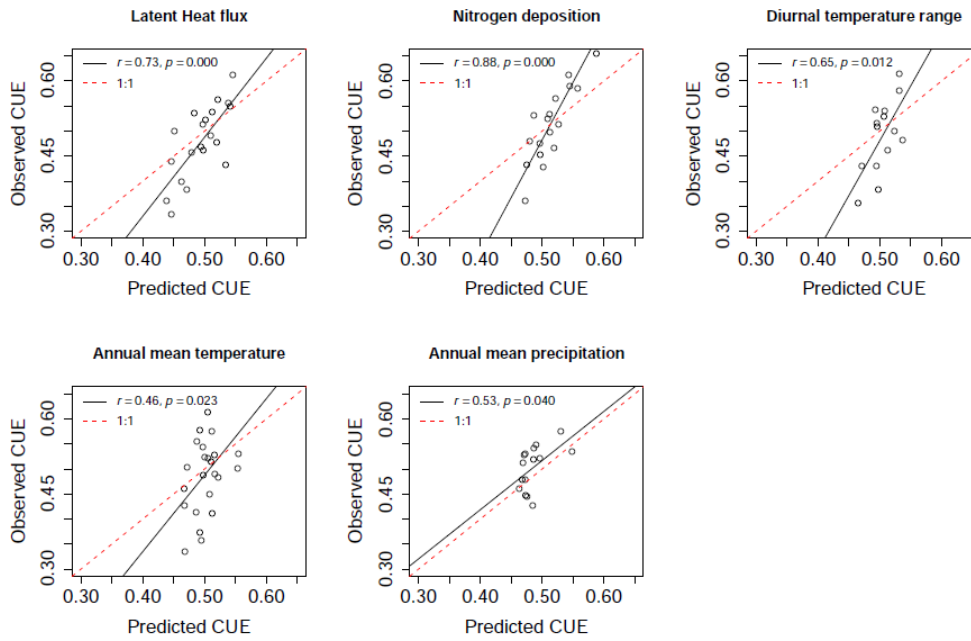 Latent Heat flux
r = 0.73, p = 0.000
1:1
Observed CUE
0.30 0.45 0.60
0.30 0.40 0.50 0.60
Predicted CUE
Nitrogen deposition
r = 0.88, p = 0.000
1:1
Observed CUE
0.30 0.45 0.60
0.30 0.40 0.50 0.60
Predicted CUE
Diurnal temperature range
r = 0.65, p = 0.012
1:1
Observed CUE
0.30 0.45 0.60
0.30 0.40 0.50 0.60
Predicted CUE
Annual mean temperature
r = 0.46, p = 0.023
1:1
Observed CUE
0.30 0.45 0.60
0.30 0.40 0.50 0.60
Predicted CUE
Annual mean precipitation
r = 0.53, p = 0.040
1:1
Observed CUE
0.30 0.45 0.60
0.30 0.40 0.50 0.60
Predicted CUE